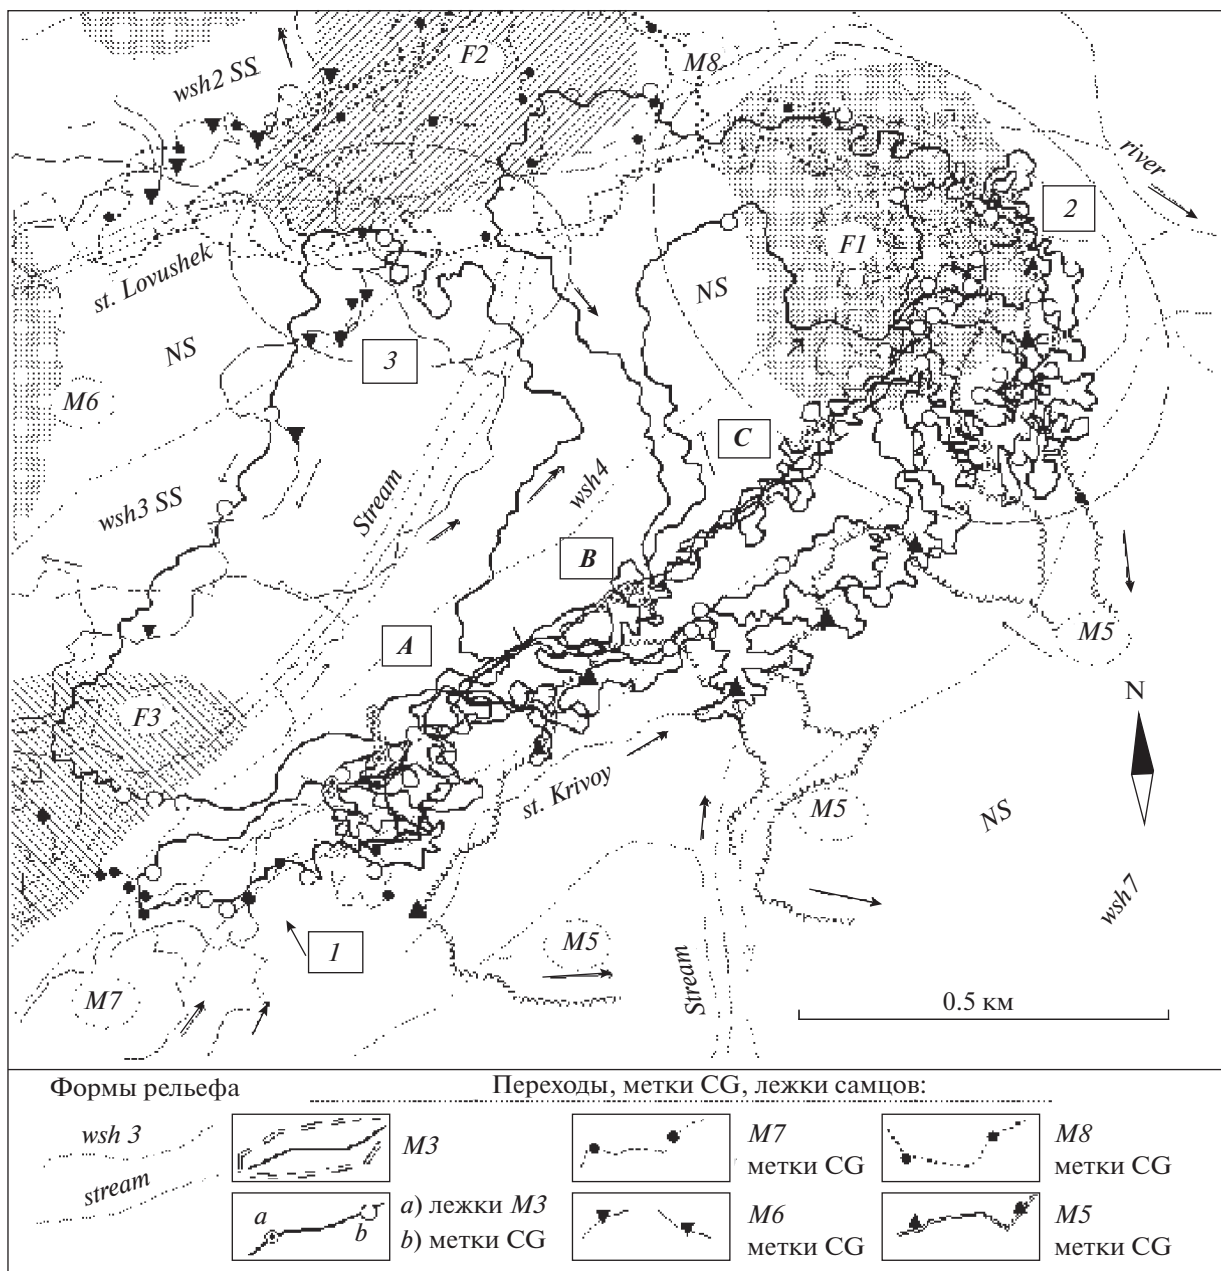 F2
M8
wsh2 SS
river
2
F1
st. Lovushek
NS
NS
3
M6
C
wsh4
Stream
wsh3 SS
B
A
M5
N
F3
st. Krivoy
M5
NS
wsh7
M5
1
Stream
M7
0.5 км
Формы рельефа
Переходы, метки CG, лежки самцов:
wsh 3
stream
M3
a
b
a) лежки M3
b) метки CG
M7
метки CG
M6
метки CG
M8
метки CG
M5
метки CG